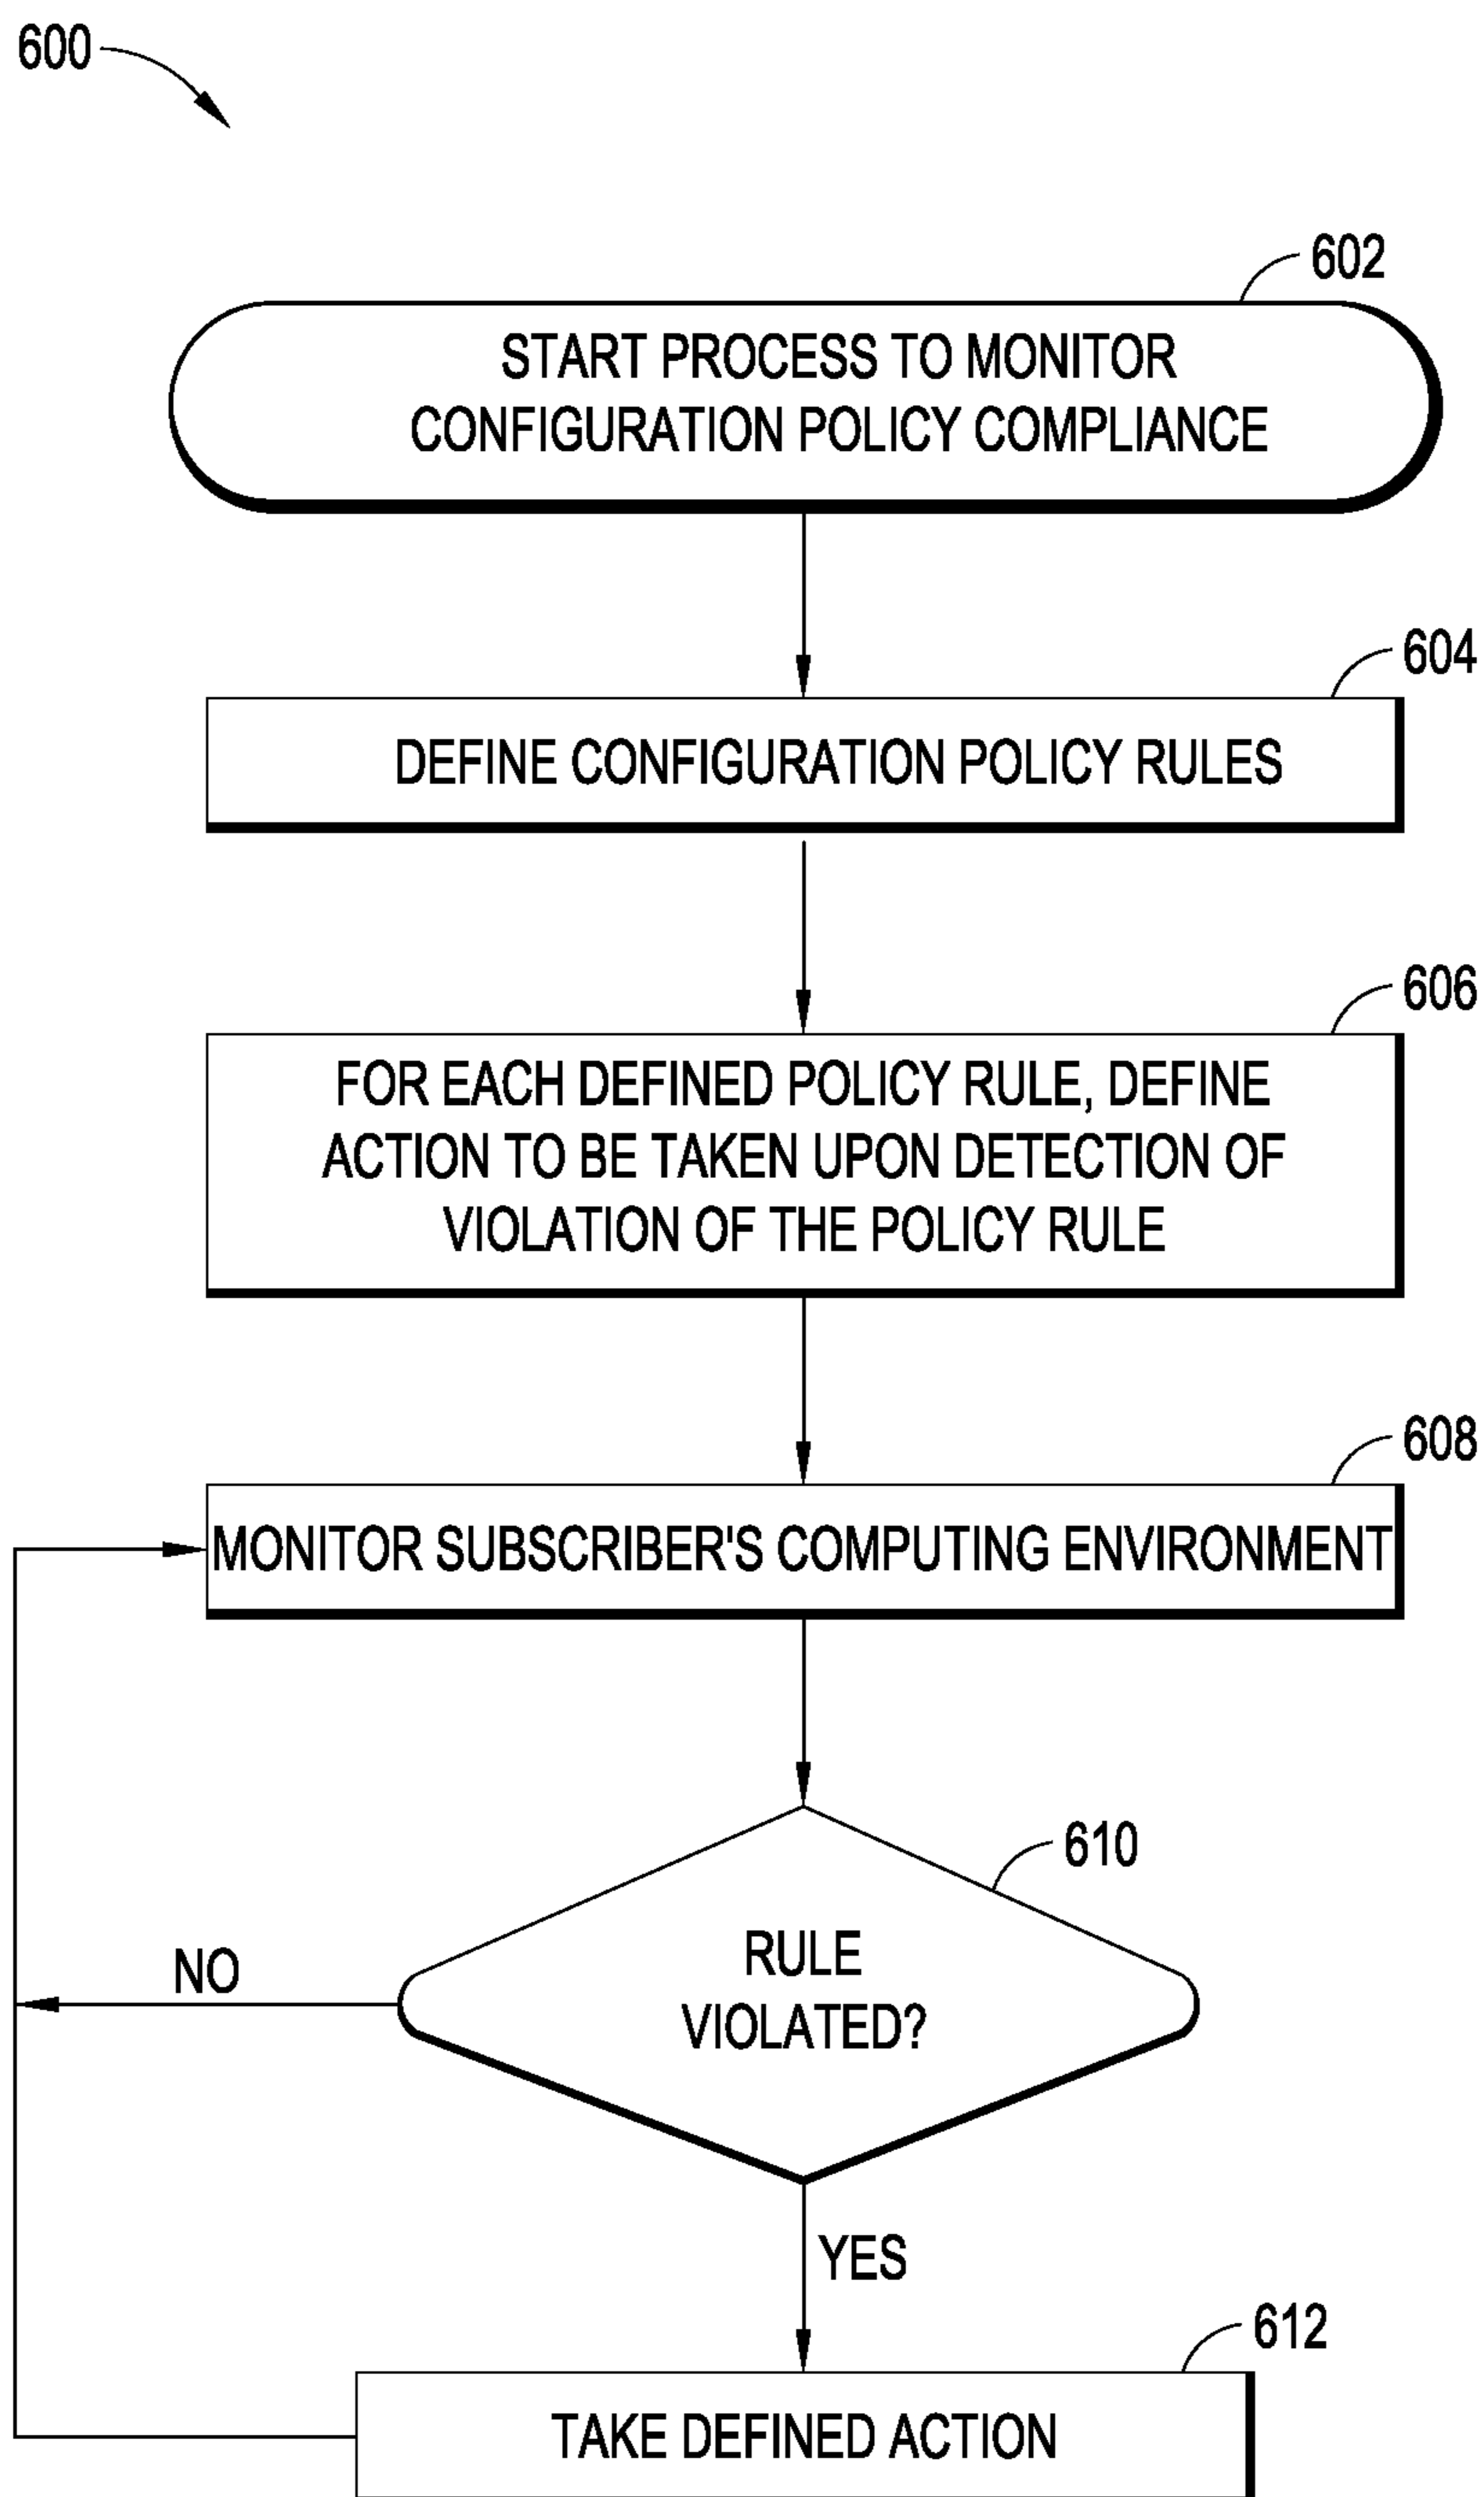 600
602
START PROCESS TO MONITOR
CONFIGURATION POLICY COMPLIANCE
604
DEFINE CONFIGURATION POLICY RULES
606
FOR EACH DEFINED POLICY RULE, DEFINE
ACTION TO BE TAKEN UPON DETECTION OF
VIOLATION OF THE POLICY RULE
608
MONITOR SUBSCRIBER'S COMPUTING ENVIRONMENT
610
RULE
VIOLATED?
NO
YES
612
TAKE DEFINED ACTION